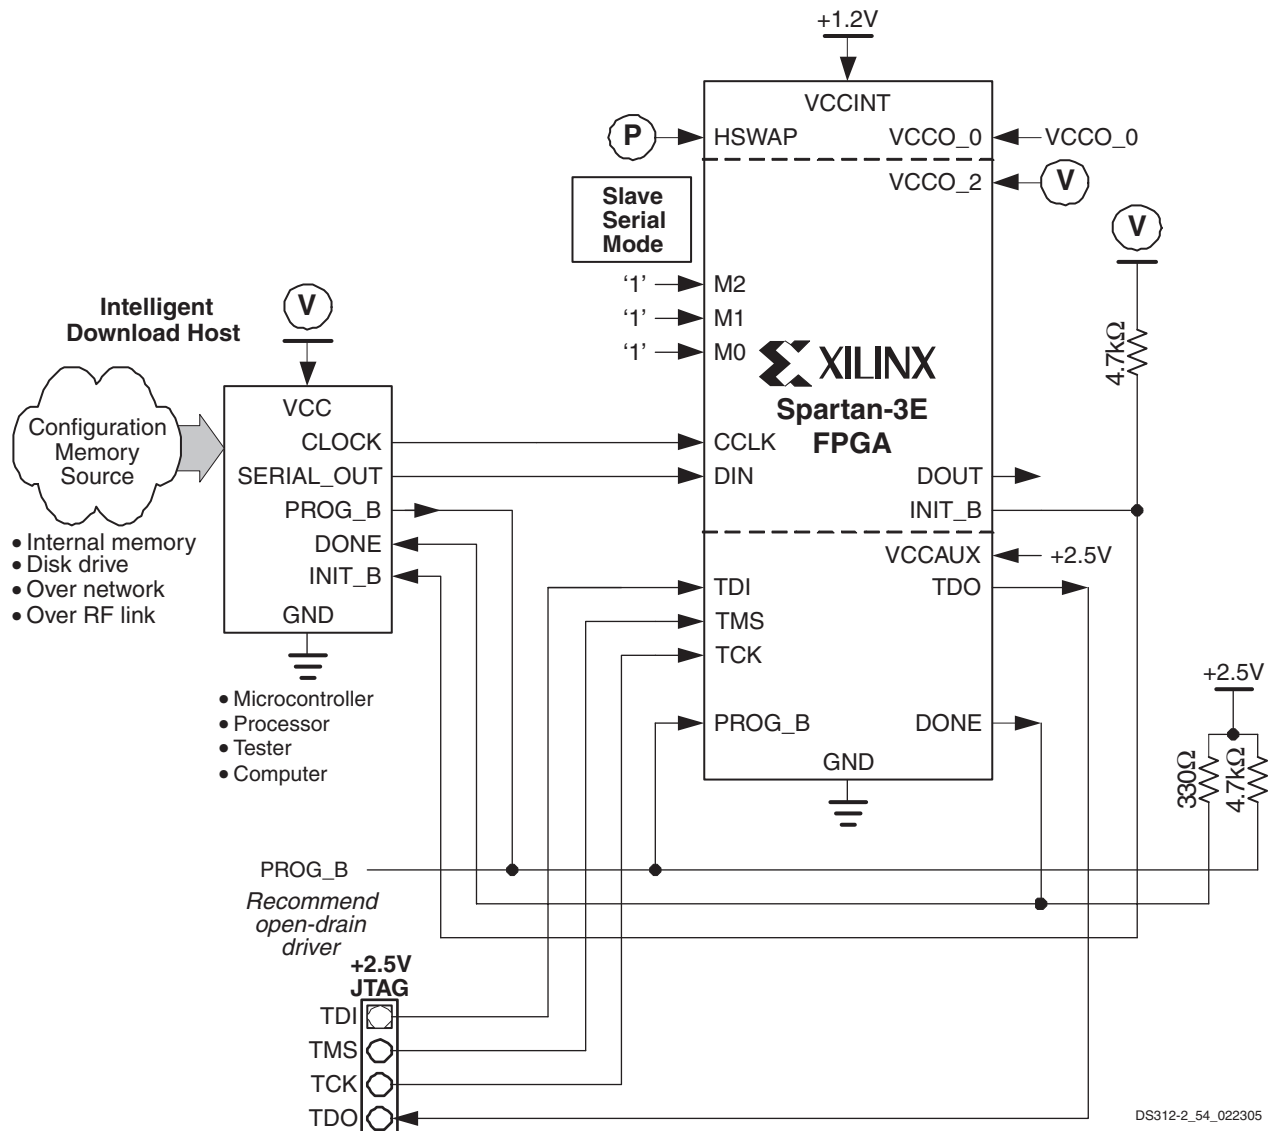 +1.2V
VCCINT
P
HSWAP
VCCO_0
VCCO_0
VCCO_2
V
Slave
Serial
Mode
V
'1'
M2
'1'
M1
'1'
M0
XILINX
Spartan-3E
FPGA
4.7kΩ
Intelligent
Download Host
V
Configuration
Memory
Source
VCC
CLOCK
SERIAL_OUT
PROG_B
DONE
INIT_B
GND
CCLK
DIN
DOUT
INIT_B
• Internal memory
• Disk drive
• Over network
• Over RF link
VCCAUX
+2.5V
TDI
TDO
TMS
TCK
• Microcontroller
• Processor
• Tester
• Computer
PROG_B
DONE
GND
+2.5V
330Ω
4.7kΩ
PROG_B
Recommend
open-drain
driver
+2.5V
JTAG
TDI
TMS
TCK
TDO
DS312-2_54_022305